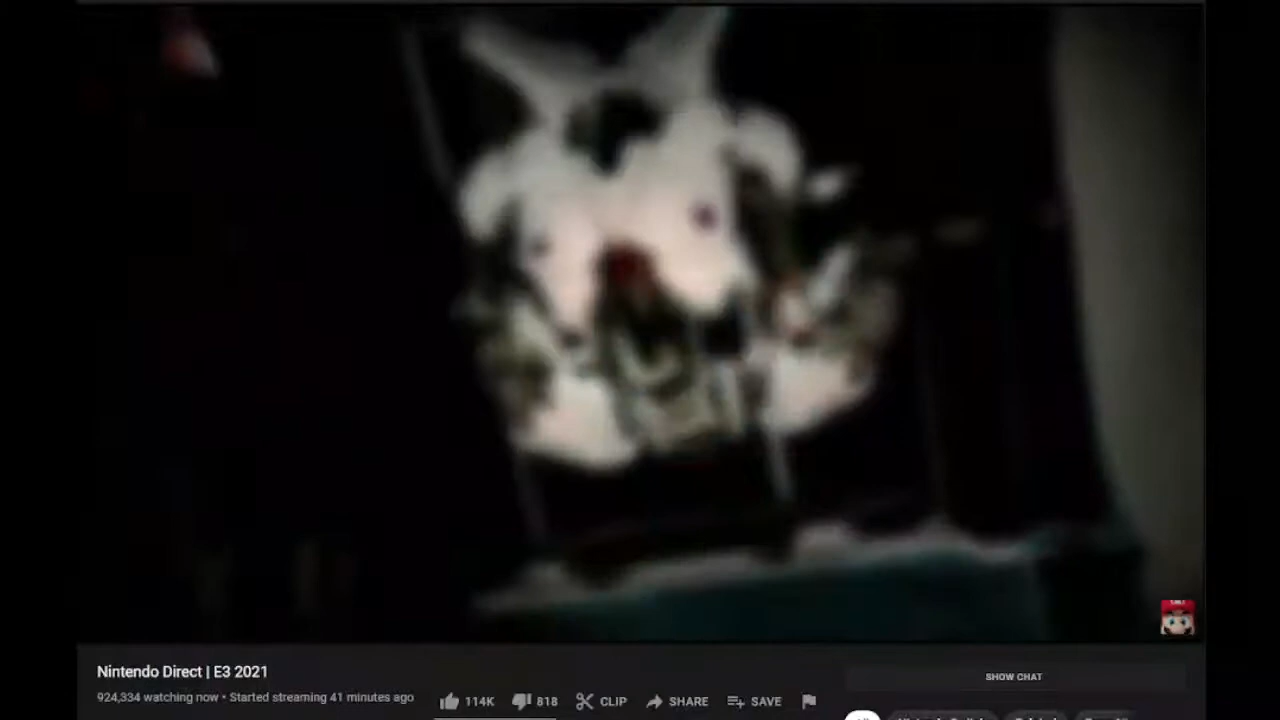 Nintendo Direct | E3 2021
924,334 watching now • Started streaming 41 minutes ago
114K 818 CLIP SHARE SAVE
SHOW CHAT